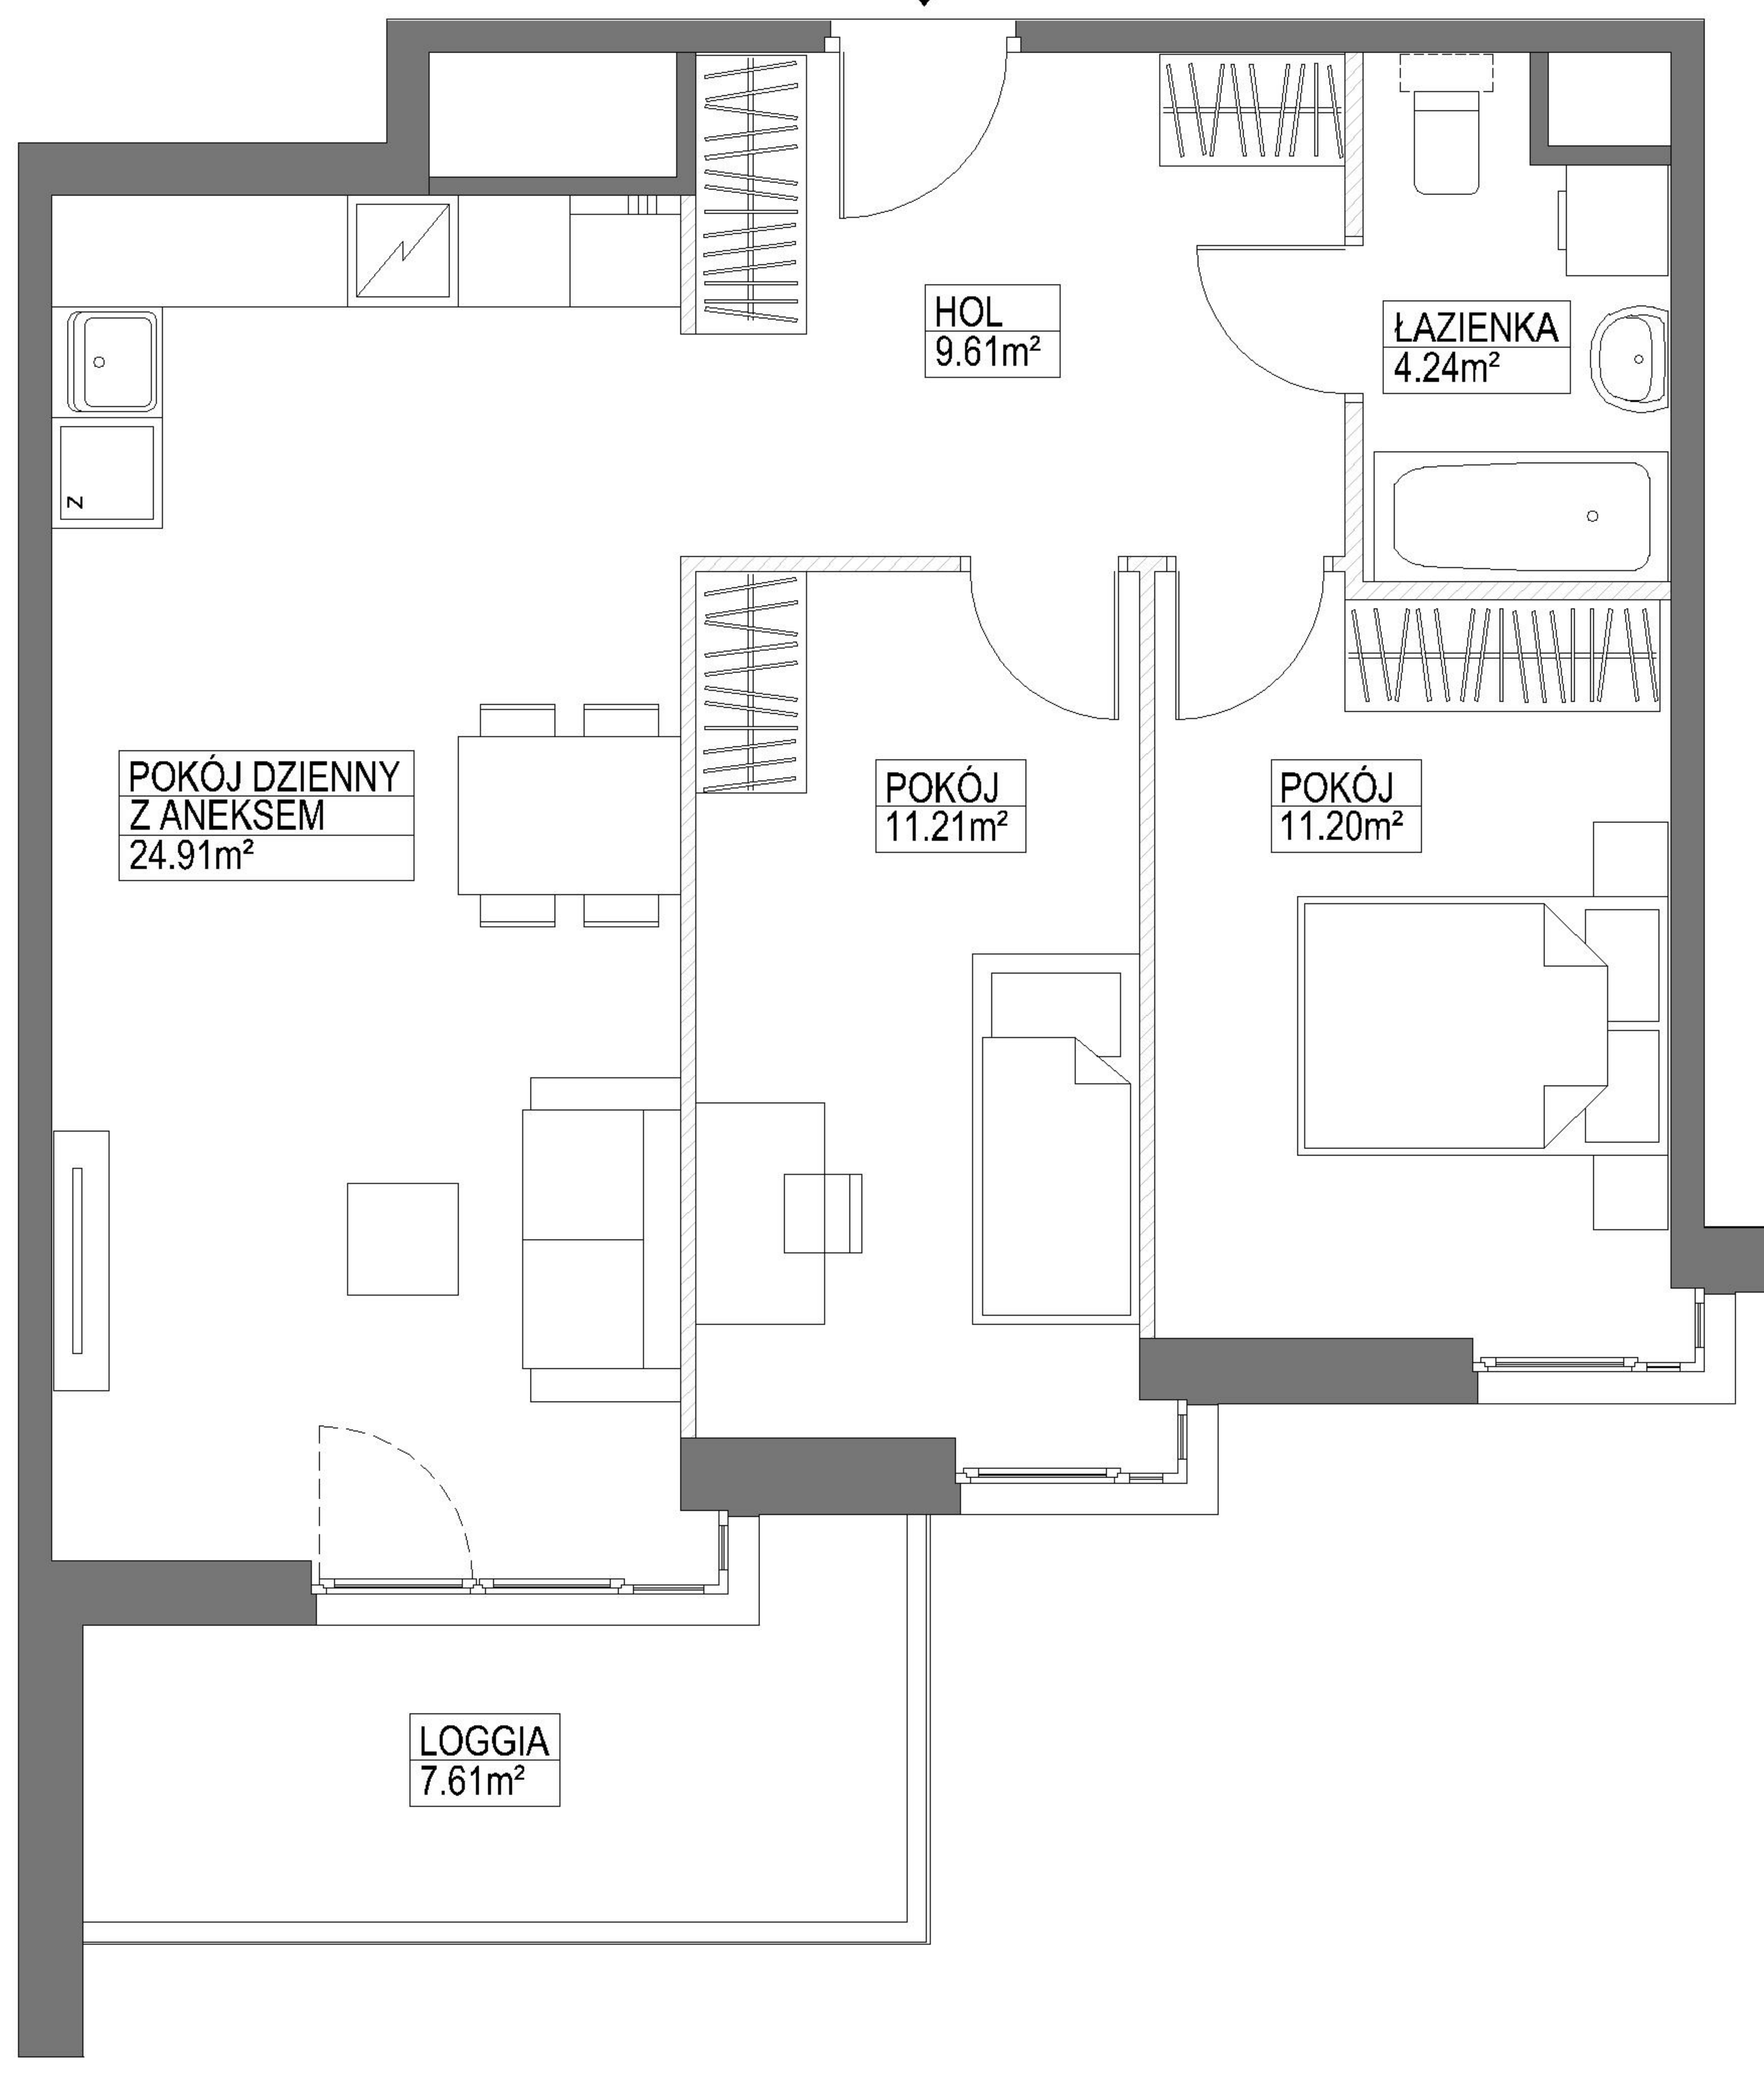 HOL
9.61m²
ŁAZIENKA
4.24m²
Z
POKÓJ DZIENNY
Z ANEKSEM
24.91m²
POKÓJ
11.21m²
POKÓJ
11.20m²
LOGGIA
7.61m²